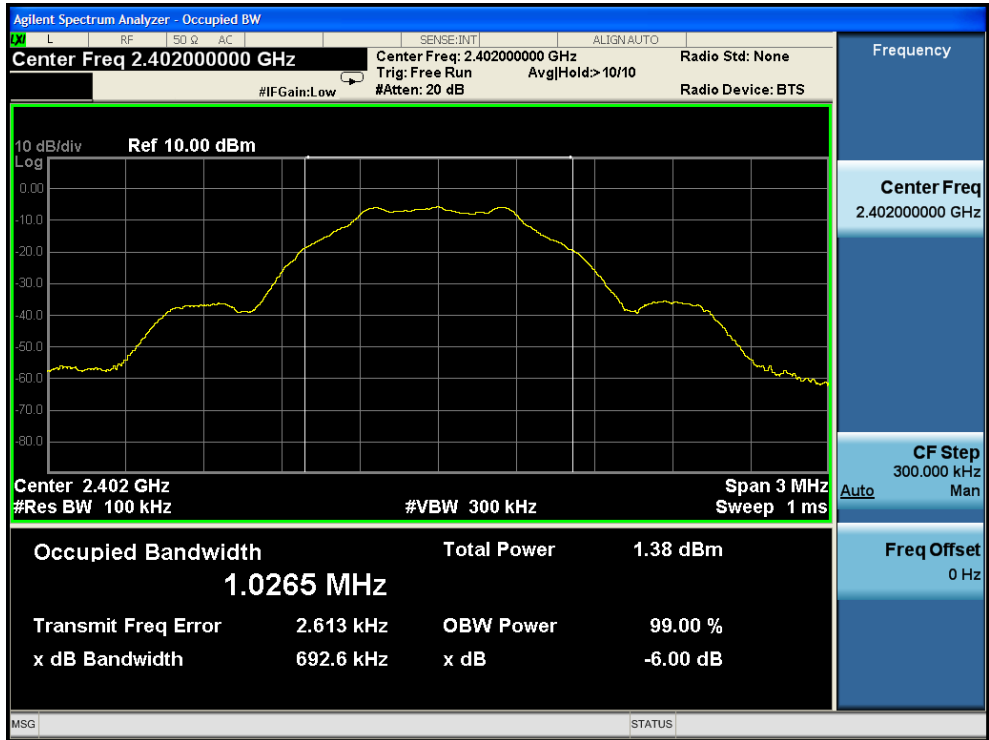 Agilent Spectrum Analyzer - Occupied BW
LXI L RF 50 Ω AC SENSE:INT ALIGN AUTO
Center Freq 2.402000000 GHz
#IFGain:Low
Center Freq: 2.402000000 GHz
Trig: Free Run Avg|Hold:>10/10
#Atten: 20 dB
Radio Std: None
Radio Device: BTS
10 dB/div Ref 10.00 dBm
Log
0.00
-10.0
-20.0
-30.0
-40.0
-50.0
-60.0
-70.0
-80.0
Center 2.402 GHz Span 3 MHz
#Res BW 100 kHz #VBW 300 kHz Sweep 1 ms
Occupied Bandwidth Total Power 1.38 dBm
1.0265 MHz
Transmit Freq Error 2.613 kHz OBW Power 99.00 %
x dB Bandwidth 692.6 kHz x dB -6.00 dB
Frequency
Center Freq
2.402000000 GHz
CF Step
300.000 kHz
Auto Man
Freq Offset
0 Hz
MSG STATUS